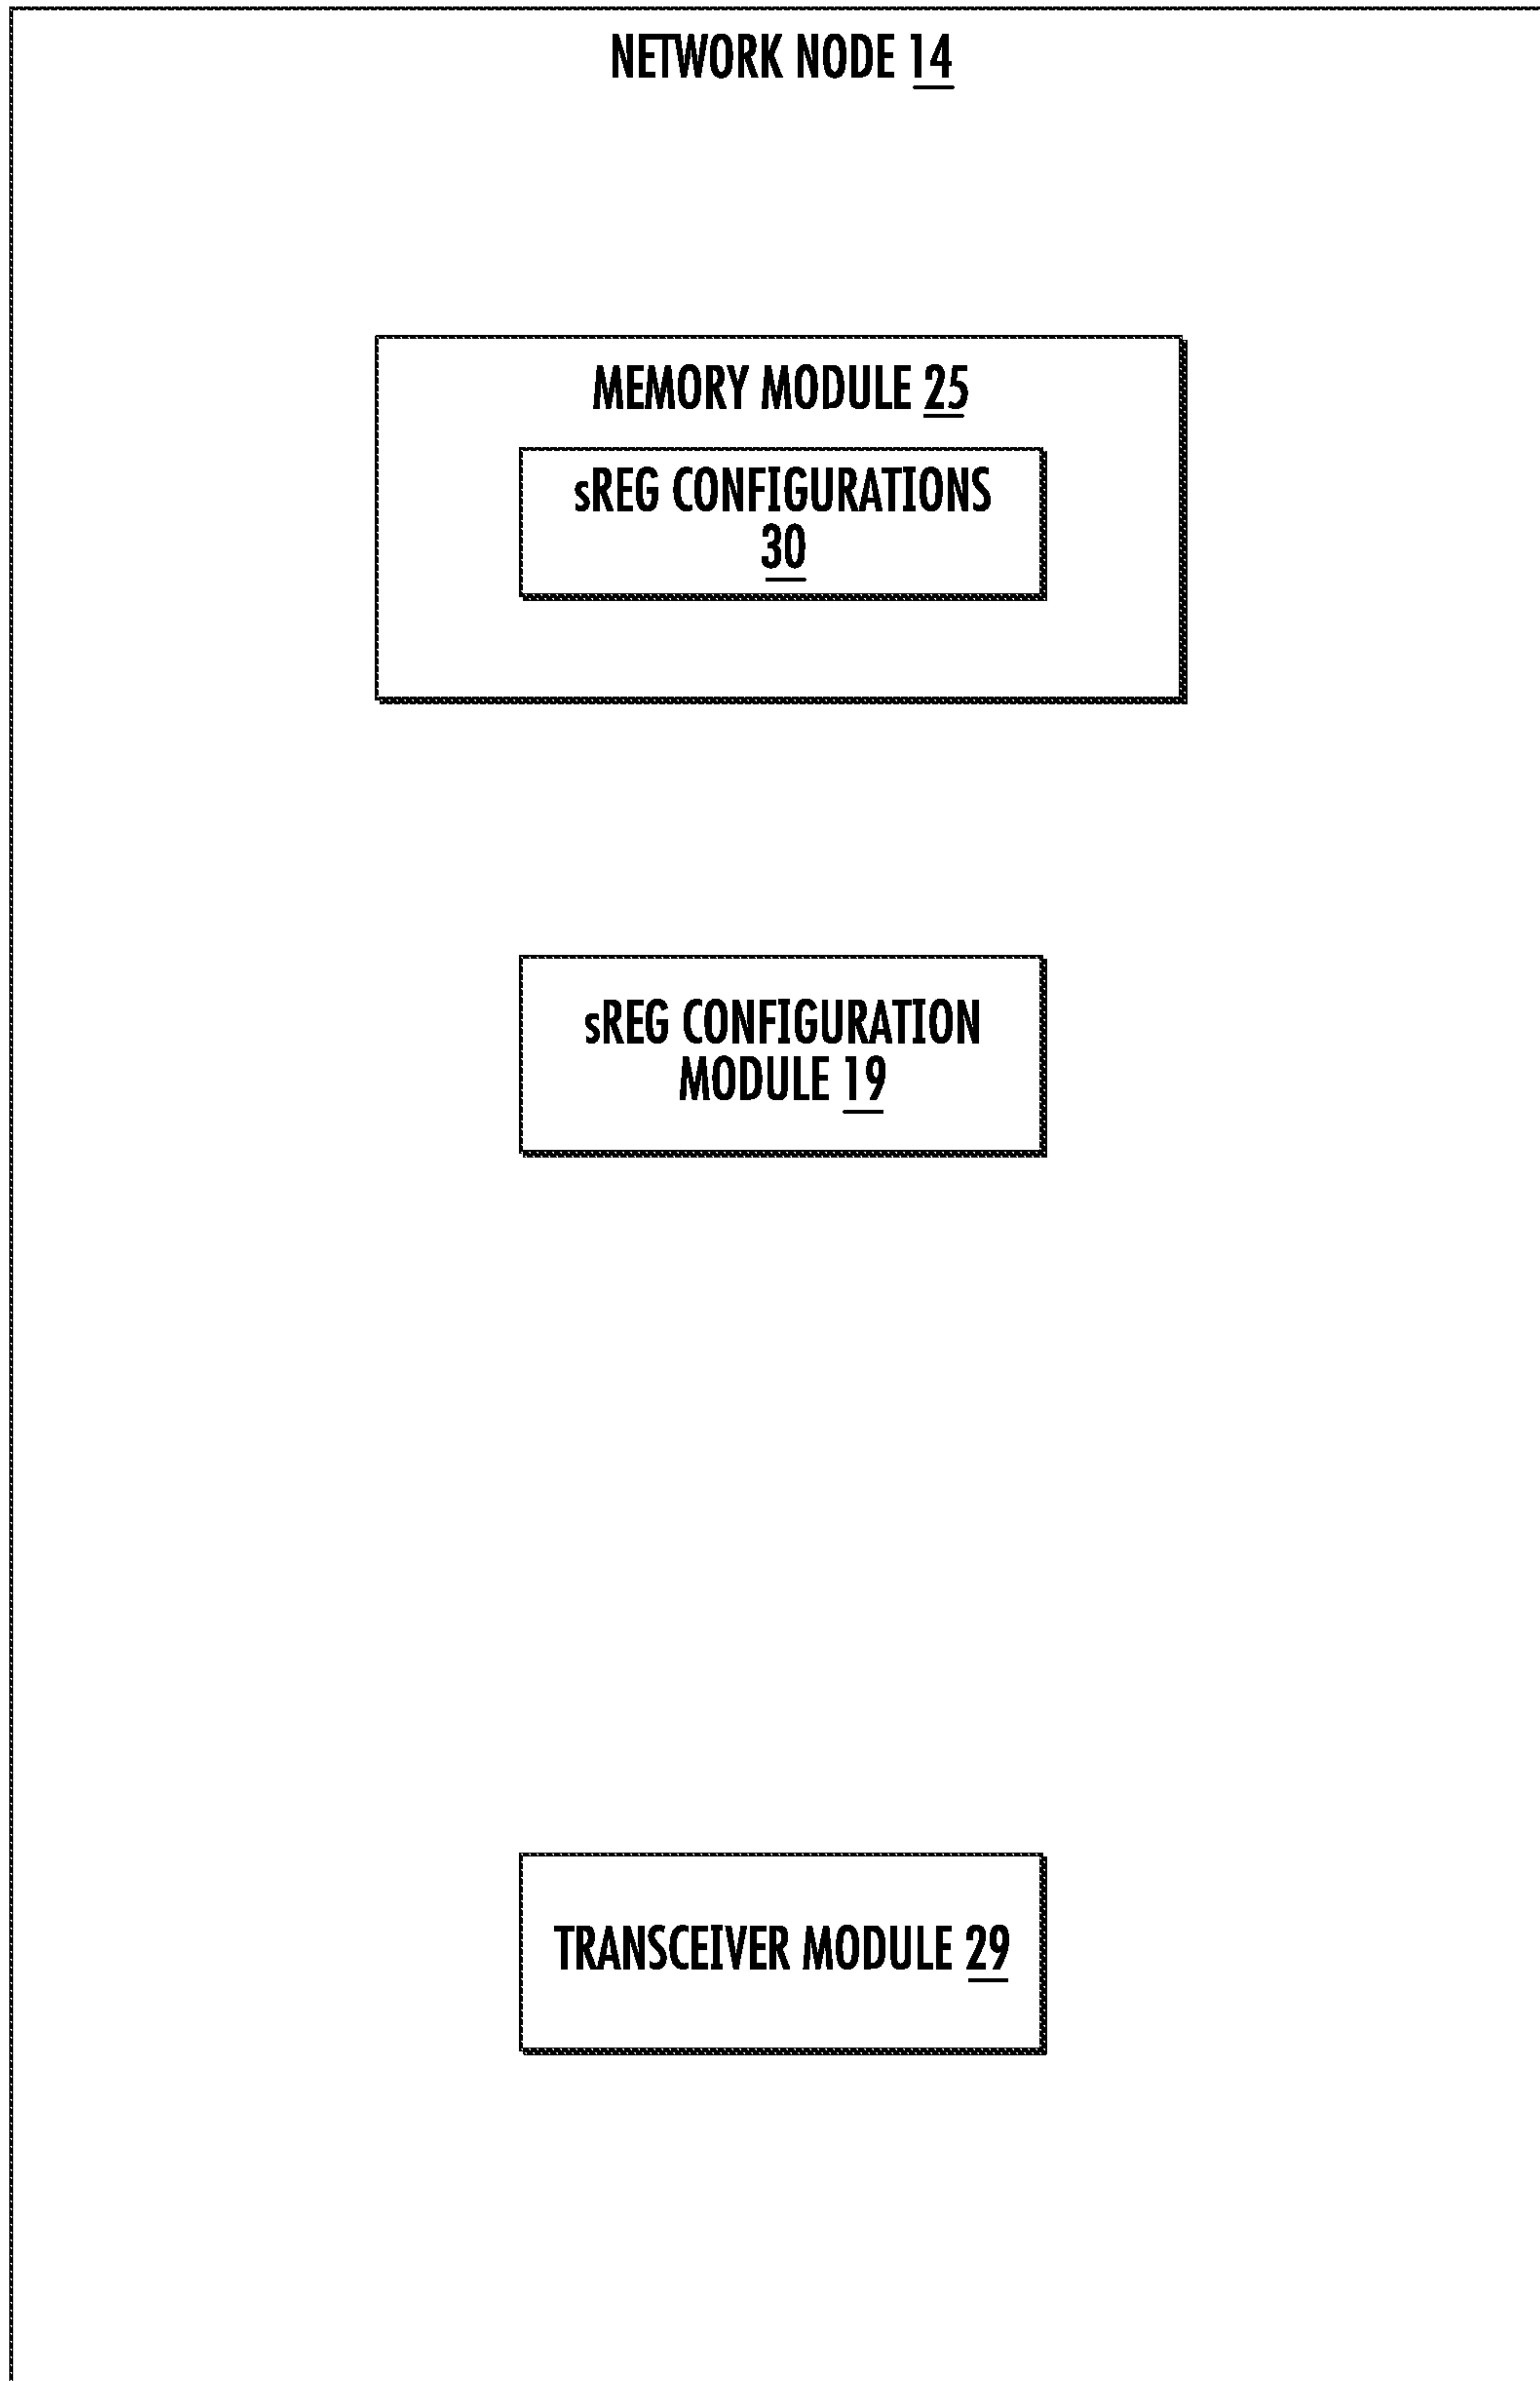 NETWORK NODE 14
MEMORY MODULE 25
sREG CONFIGURATIONS
30
sREG CONFIGURATION
MODULE 19
TRANSCEIVER MODULE 29